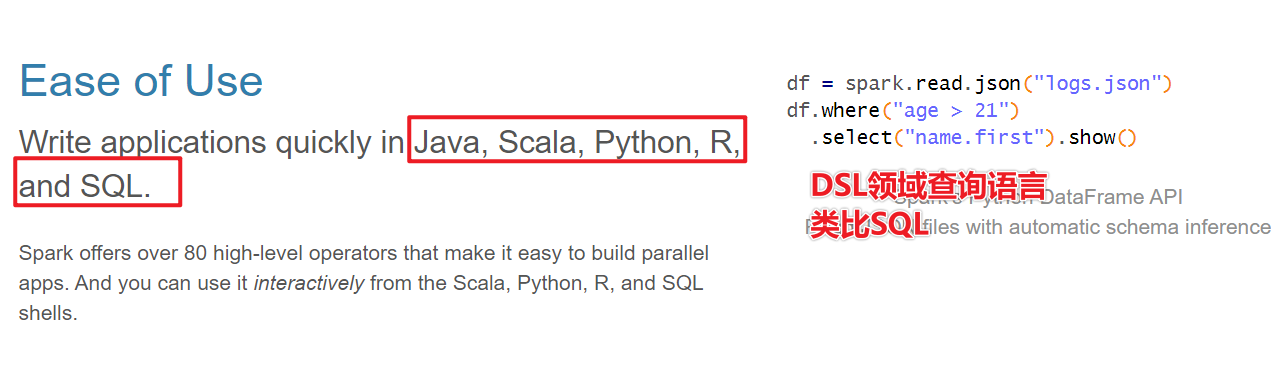 Ease of Use
Write applications quickly in Java, Scala, Python, R,
and SQL.
Spark offers over 80 high-level operators that make it easy to build parallel
apps. And you can use it interactively from the Scala, Python, R, and SQL
shells.
df = spark.read.json("logs.json")
df.where("age > 21")
.select("name.first").show()
DSL领域查询语言
类比SQL
Spark's Python DataFrame API
files with automatic schema inference